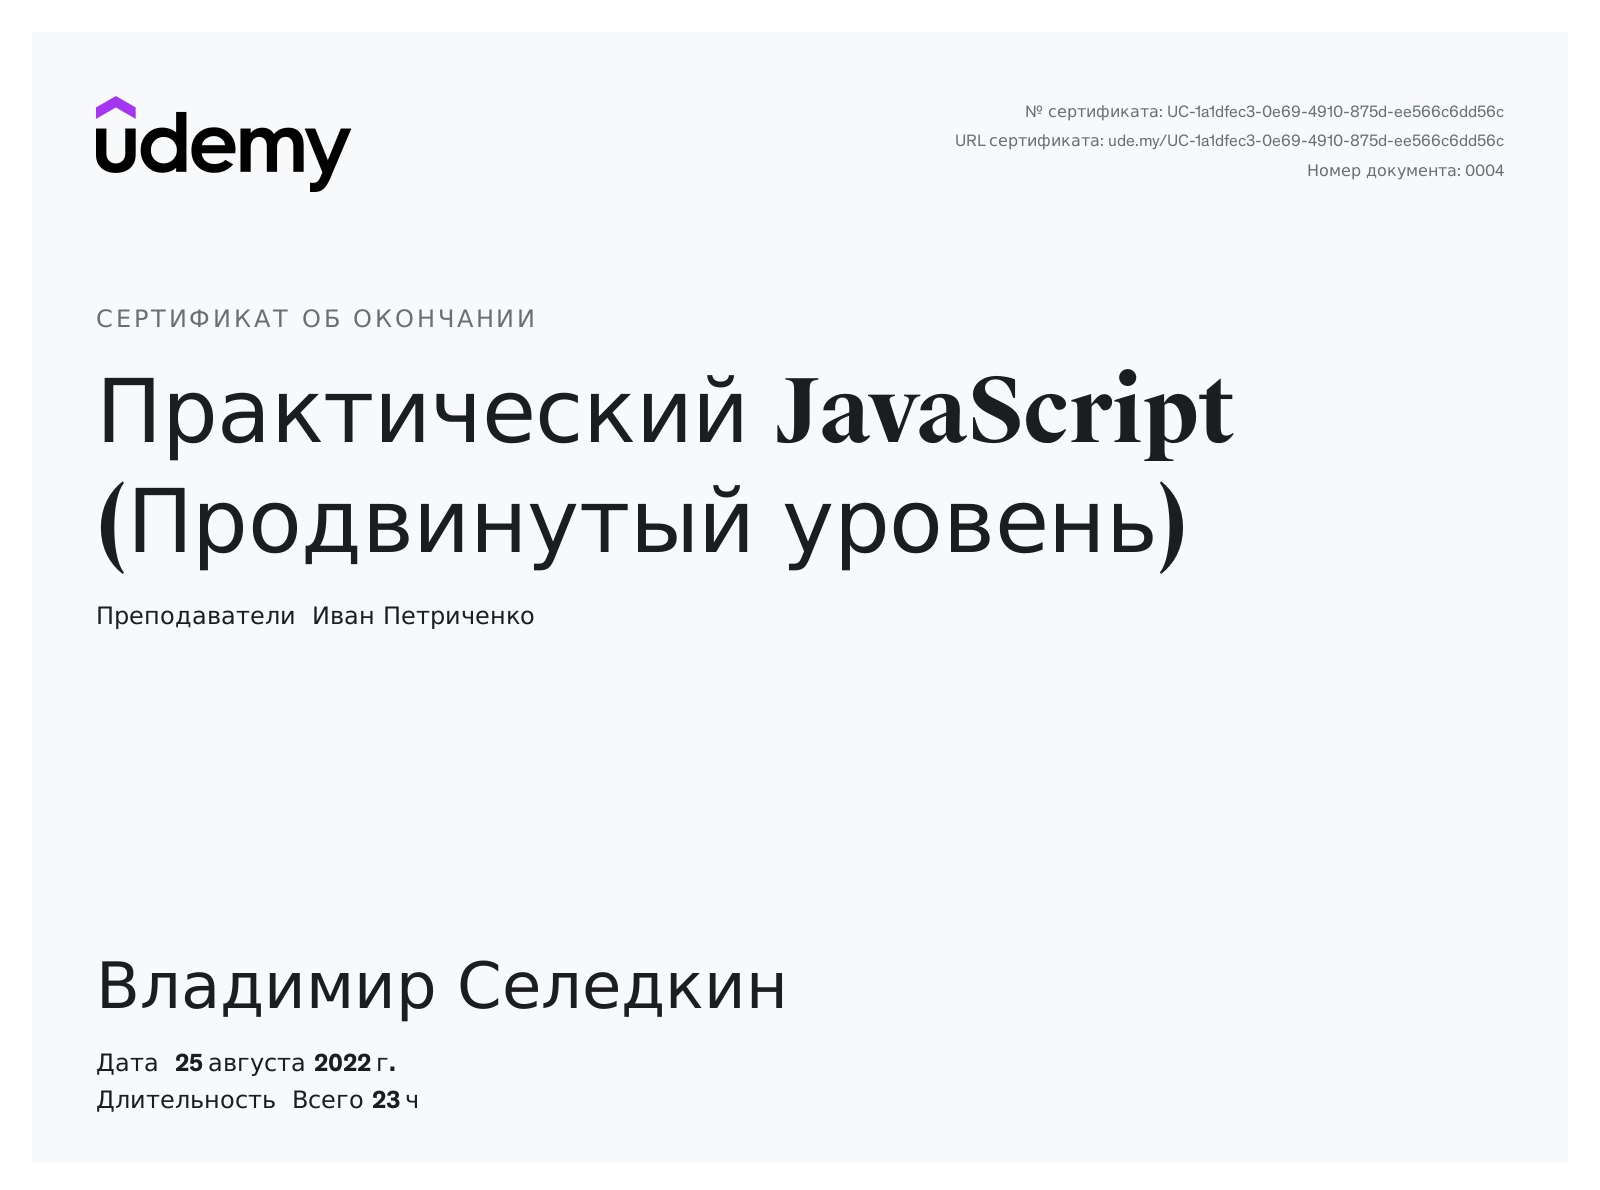 udemy
№ сертификата: UC-1a1dfec3-0e69-4910-875d-ee566c6dd56c
URL сертификата: ude.my/UC-1a1dfec3-0e69-4910-875d-ee566c6dd56c
Номер документа: 0004
СЕРТИФИКАТ ОБ ОКОНЧАНИИ
Практический JavaScript
(Продвинутый уровень)
Преподаватели Иван Петриченко
Владимир Селедкин
Дата 25 августа 2022 г.
Длительность Всего 23 ч